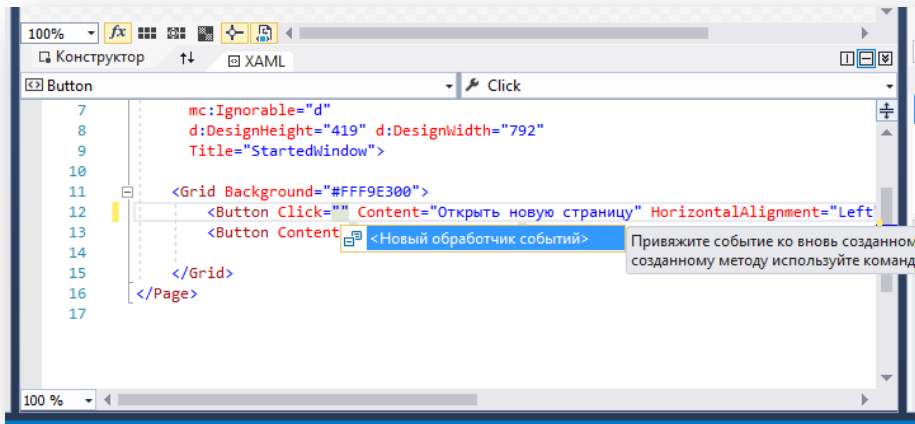 100%
Конструктор XAML
Button Click
7 mc:Ignorable="d"
8 d:DesignHeight="419" d:DesignWidth="792"
9 Title="StartedWindow">
10
11 <Grid Background="#FFF9E300">
12 <Button Click="" Content="Открыть новую страницу" HorizontalAlignment="Left"
13 <Button Content
<Новый обработчик событий>
Привяжите событие ко вновь созданном
14
созданному методу используйте команд
15 </Grid>
16 </Page>
17
100 %